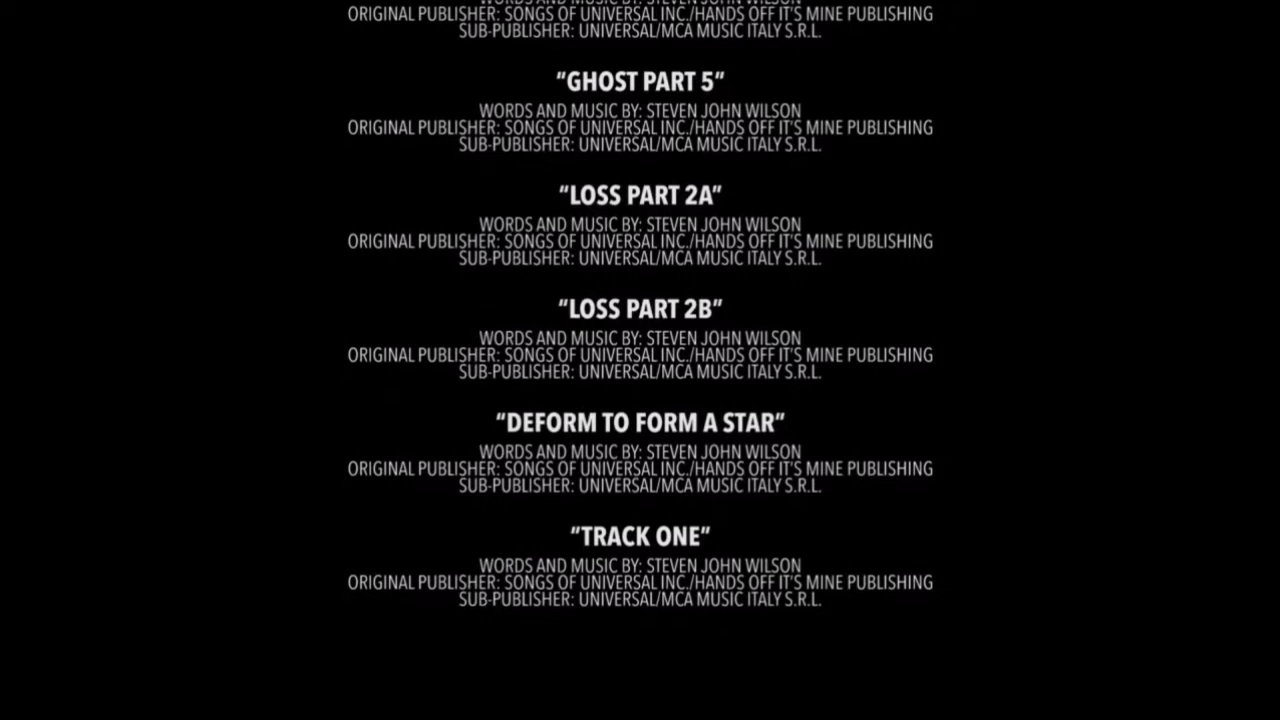 WORDS AND MUSIC BY: STEVEN JOHN WILSON
ORIGINAL PUBLISHER: SONGS OF UNIVERSAL INC./HANDS OFF IT'S MINE PUBLISHING
SUB-PUBLISHER: UNIVERSAL/MCA MUSIC ITALY S.R.L.
"GHOST PART 5"
WORDS AND MUSIC BY: STEVEN JOHN WILSON
ORIGINAL PUBLISHER: SONGS OF UNIVERSAL INC./HANDS OFF IT'S MINE PUBLISHING
SUB-PUBLISHER: UNIVERSAL/MCA MUSIC ITALY S.R.L.
"LOSS PART 2A"
WORDS AND MUSIC BY: STEVEN JOHN WILSON
ORIGINAL PUBLISHER: SONGS OF UNIVERSAL INC./HANDS OFF IT'S MINE PUBLISHING
SUB-PUBLISHER: UNIVERSAL/MCA MUSIC ITALY S.R.L.
"LOSS PART 2B"
WORDS AND MUSIC BY: STEVEN JOHN WILSON
ORIGINAL PUBLISHER: SONGS OF UNIVERSAL INC./HANDS OFF IT'S MINE PUBLISHING
SUB-PUBLISHER: UNIVERSAL/MCA MUSIC ITALY S.R.L.
"DEFORM TO FORM A STAR"
WORDS AND MUSIC BY: STEVEN JOHN WILSON
ORIGINAL PUBLISHER: SONGS OF UNIVERSAL INC./HANDS OFF IT'S MINE PUBLISHING
SUB-PUBLISHER: UNIVERSAL/MCA MUSIC ITALY S.R.L.
"TRACK ONE"
WORDS AND MUSIC BY: STEVEN JOHN WILSON
ORIGINAL PUBLISHER: SONGS OF UNIVERSAL INC./HANDS OFF IT'S MINE PUBLISHING
SUB-PUBLISHER: UNIVERSAL/MCA MUSIC ITALY S.R.L.